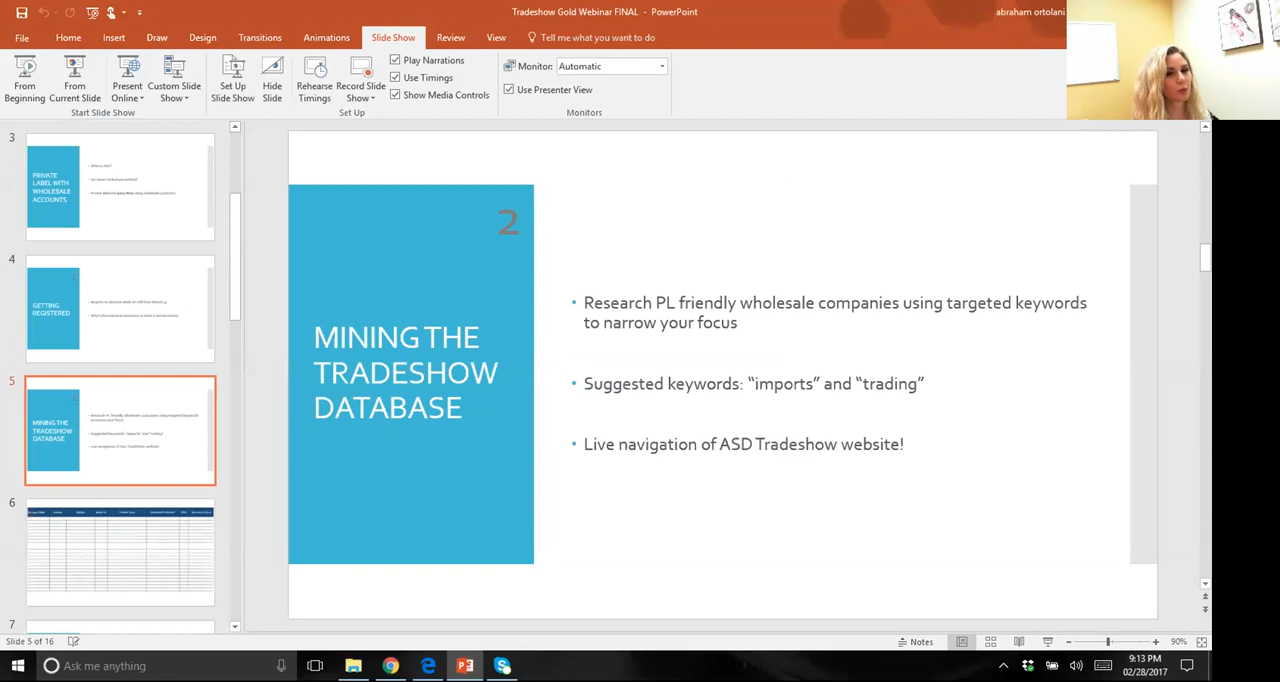 Tradeshow Gold Webinar FINAL - PowerPoint
abraham ortolani
File Home Insert Draw Design Transitions Animations Slide Show Review View Tell me what you want to do
From Beginning
From Current Slide
Present Online
Custom Slide Show
Start Slide Show
Set Up Slide Show
Hide Slide
Rehearse Timings
Record Slide Show
Play Narrations
Use Timings
Show Media Controls
Set Up
Monitor: Automatic
Use Presenter View
Monitors
3
PRIVATE
LABEL WITH
WHOLESALE
ACCOUNTS
4
GETTING
REGISTERED
5
MINING THE
TRADESHOW
DATABASE
6
7
2
MINING THE
TRADESHOW
DATABASE
• Research PL friendly wholesale companies using targeted keywords
to narrow your focus
• Suggested keywords: “imports” and “trading”
• Live navigation of ASD Tradeshow website!
Slide 5 of 16
Notes
90%
Ask me anything
9:13 PM
02/28/2017